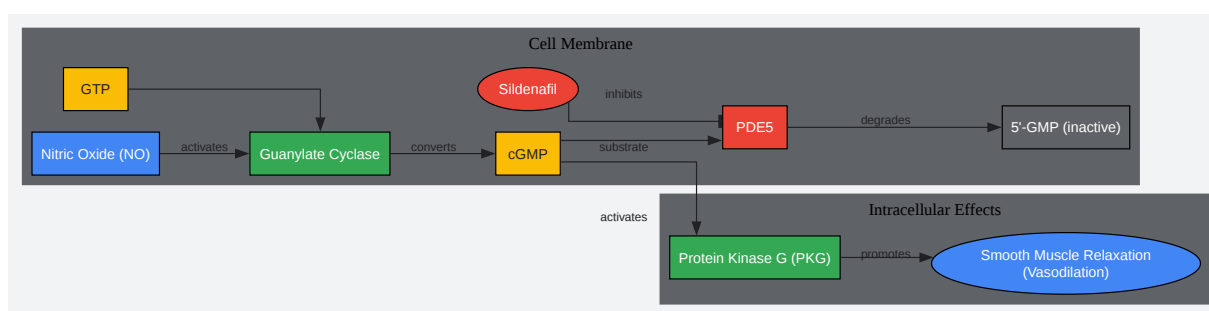 Cell Membrane
GTP
Sildenafil
inhibits
PDE5
degrades
5'-GMP (inactive)
Nitric Oxide (NO)
activates
Guanylate Cyclase
converts
cGMP
substrate
activates
Intracellular Effects
Protein Kinase G (PKG)
promotes
Smooth Muscle Relaxation
(Vasodilation)